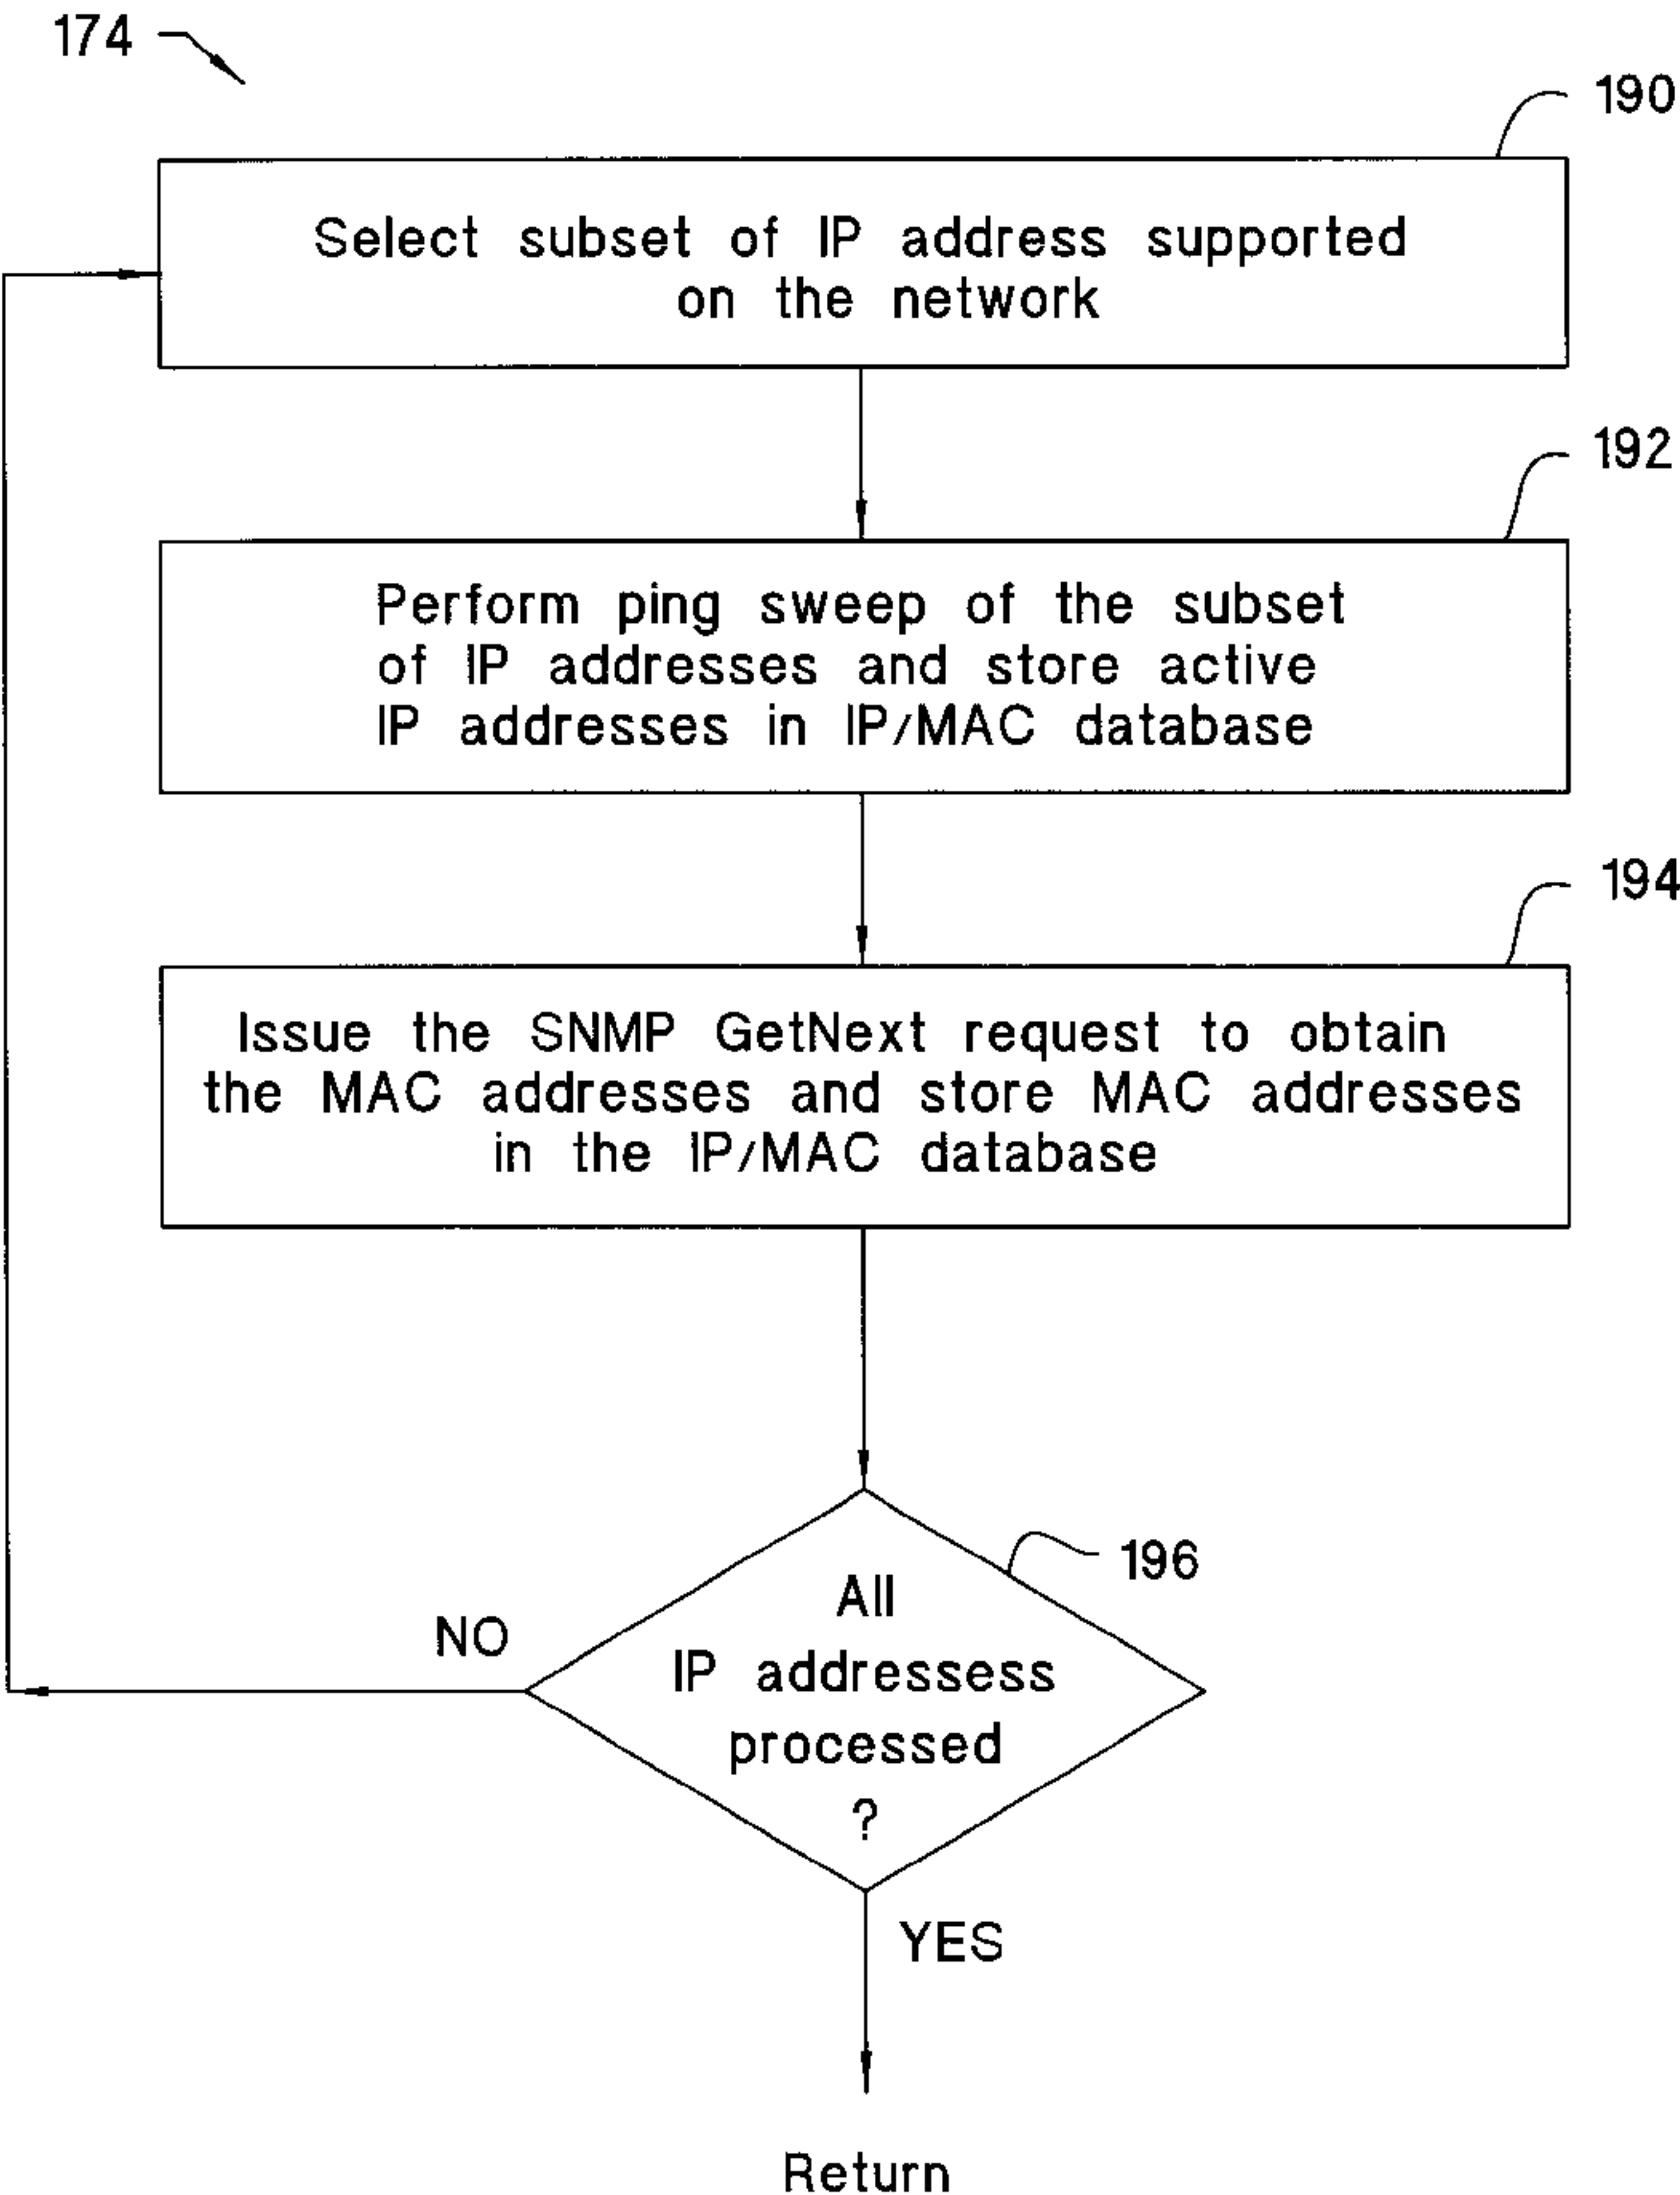 174
190
Select subset of IP address supported
on the network
192
Perform ping sweep of the subset
of IP addresses and store active
IP addresses in IP/MAC database
194
Issue the SNMP GetNext request to obtain
the MAC addresses and store MAC addresses
in the IP/MAC database
196
All
IP addressess
processed
?
NO
YES
Return